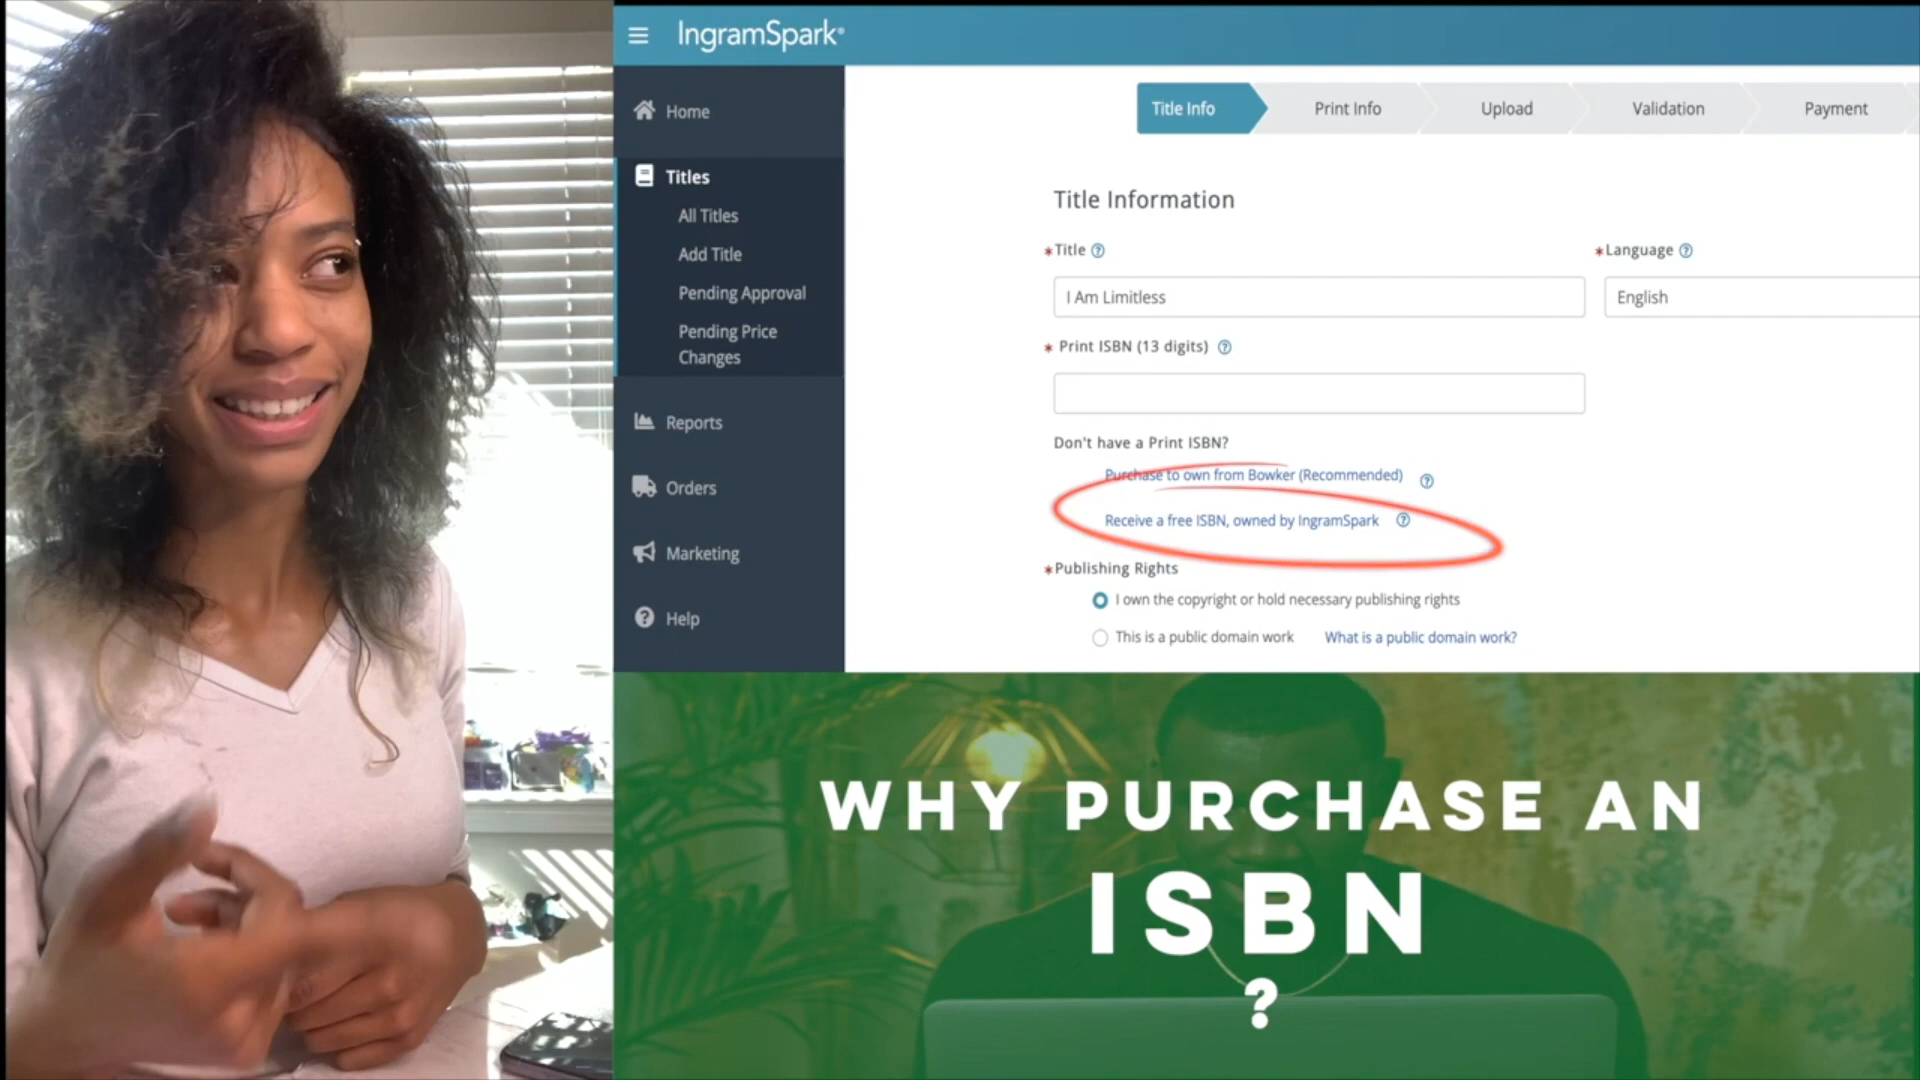 IngramSpark®
Home
Titles
All Titles
Add Title
Pending Approval
Pending Price
Changes
Reports
Orders
Marketing
Help
Title Info
Print Info
Upload
Validation
Payment
Title Information
*Title ?
I Am Limitless
*Language ?
English
* Print ISBN (13 digits) ?
Don't have a Print ISBN?
Purchase to own from Bowker (Recommended) ?
Receive a free ISBN, owned by IngramSpark ?
*Publishing Rights
I own the copyright or hold necessary publishing rights
This is a public domain work What is a public domain work?
WHY PURCHASE AN
ISBN
?